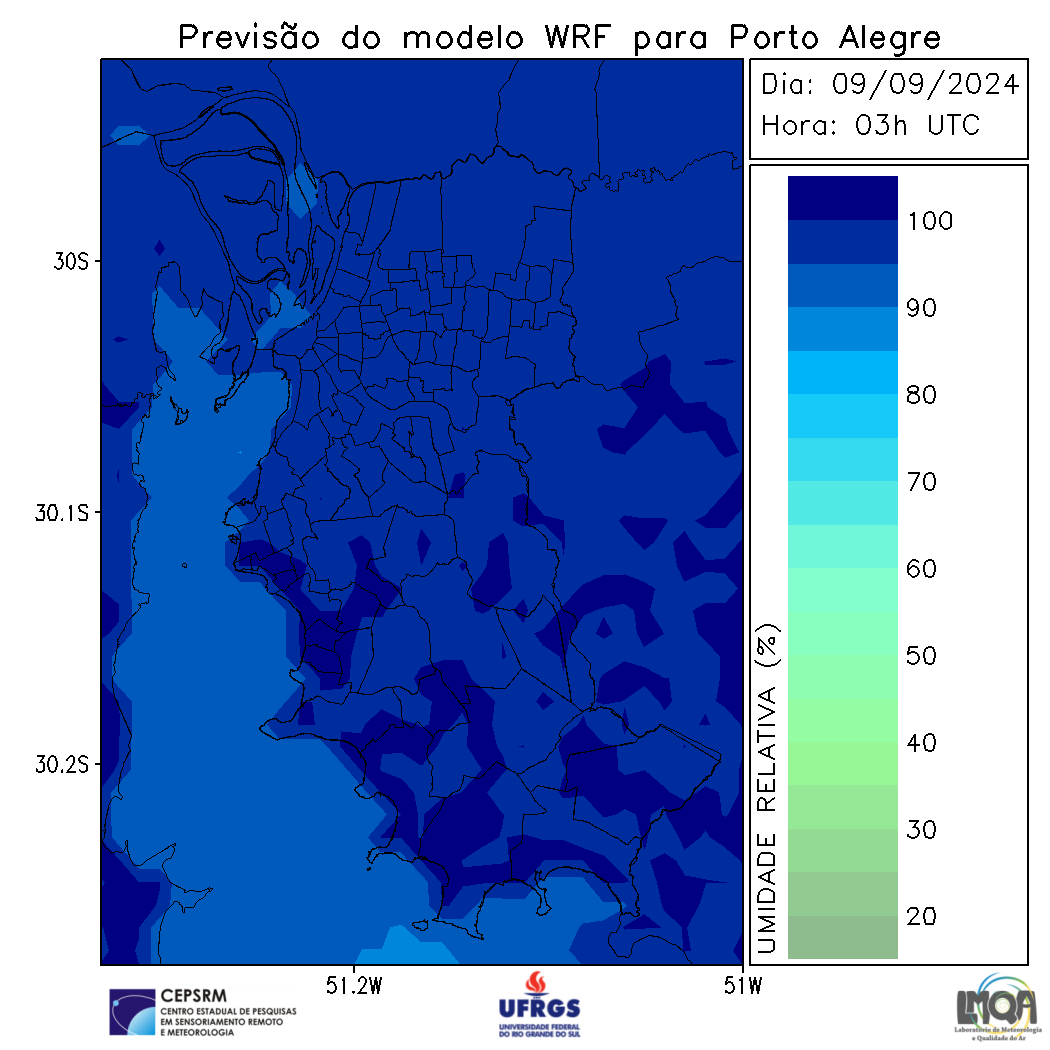 Previsão do modelo WRF para Porto Alegre
Dia: 09/09/2024
Hora: 03h UTC
100
90
80
70
60
50
40
30
20
UMIDADE RELATIVA (%)
30S
30.1S
30.2S
51.2W
51W
CEPSRM
CENTRO ESTADUAL DE PESQUISAS
EM SENSORIAMENTO REMOTO
E METEOROLOGIA
UFRGS
UNIVERSIDADE FEDERAL
DO RIO GRANDE DO SUL
LMQA
Laboratório de Meteorologia
e Qualidade do Ar